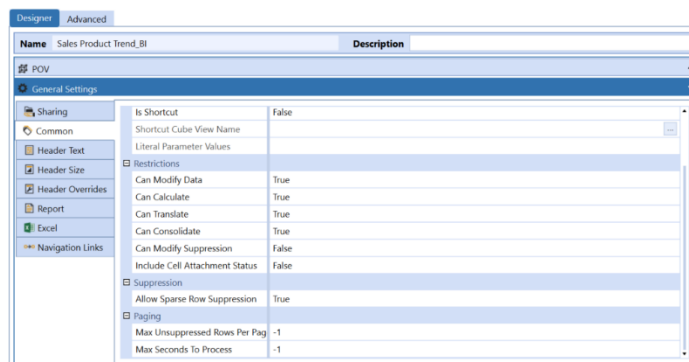 Designer Advanced
Name Sales Product Trend_BI Description
POV
General Settings
Sharing
Common
Header Text
Header Size
Header Overrides
Report
Excel
Navigation Links
Is Shortcut False
Shortcut Cube View Name ...
Literal Parameter Values
Restrictions
Can Modify Data True
Can Calculate True
Can Translate True
Can Consolidate True
Can Modify Suppression False
Include Cell Attachment Status False
Suppression
Allow Sparse Row Suppression True
Paging
Max Unsuppressed Rows Per Pag -1
Max Seconds To Process -1